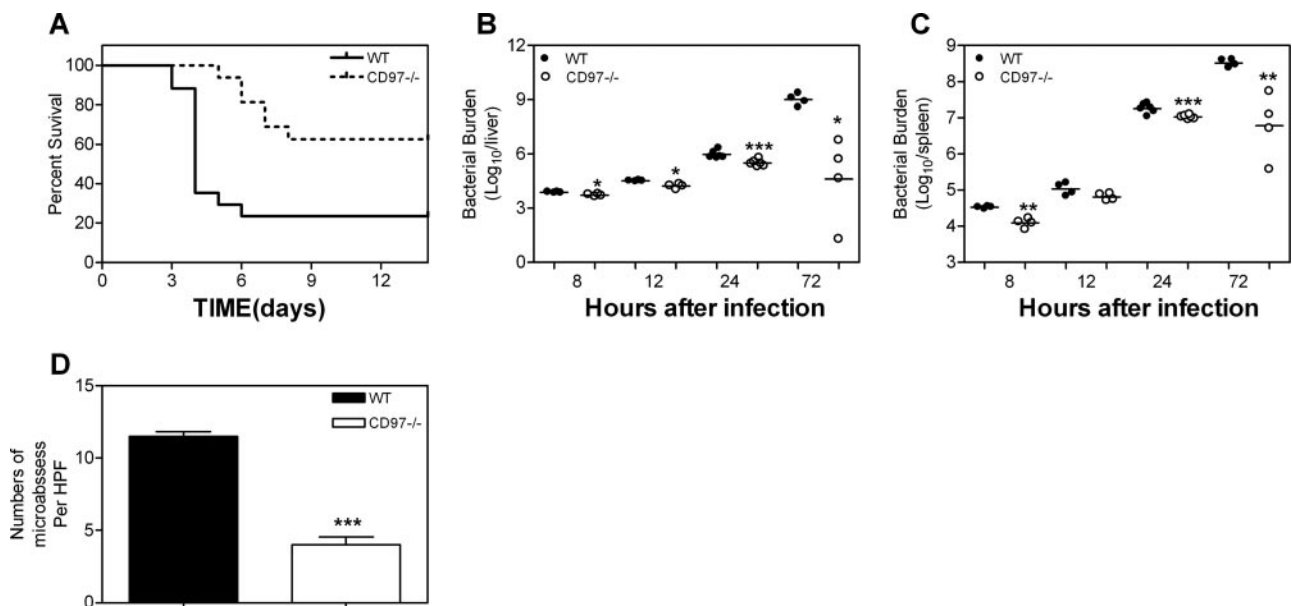 A
WT
CD97-/-
Percent Suvival
100
80
60
40
20
0
0 3 6 9 12
TIME(days)
B
WT
CD97-/-
Bacterial Burden
(Log10/liver)
12
9
6
3
0
* * *** *
8 12 24 72
Hours after infection
C
WT
CD97-/-
Bacterial Burden
(Log10/spleen)
9
8
7
6
5
4
3
** *** **
8 12 24 72
Hours after infection
D
WT
CD97-/-
Numbers of
microabssess
Per HPF
15
10
5
0
***